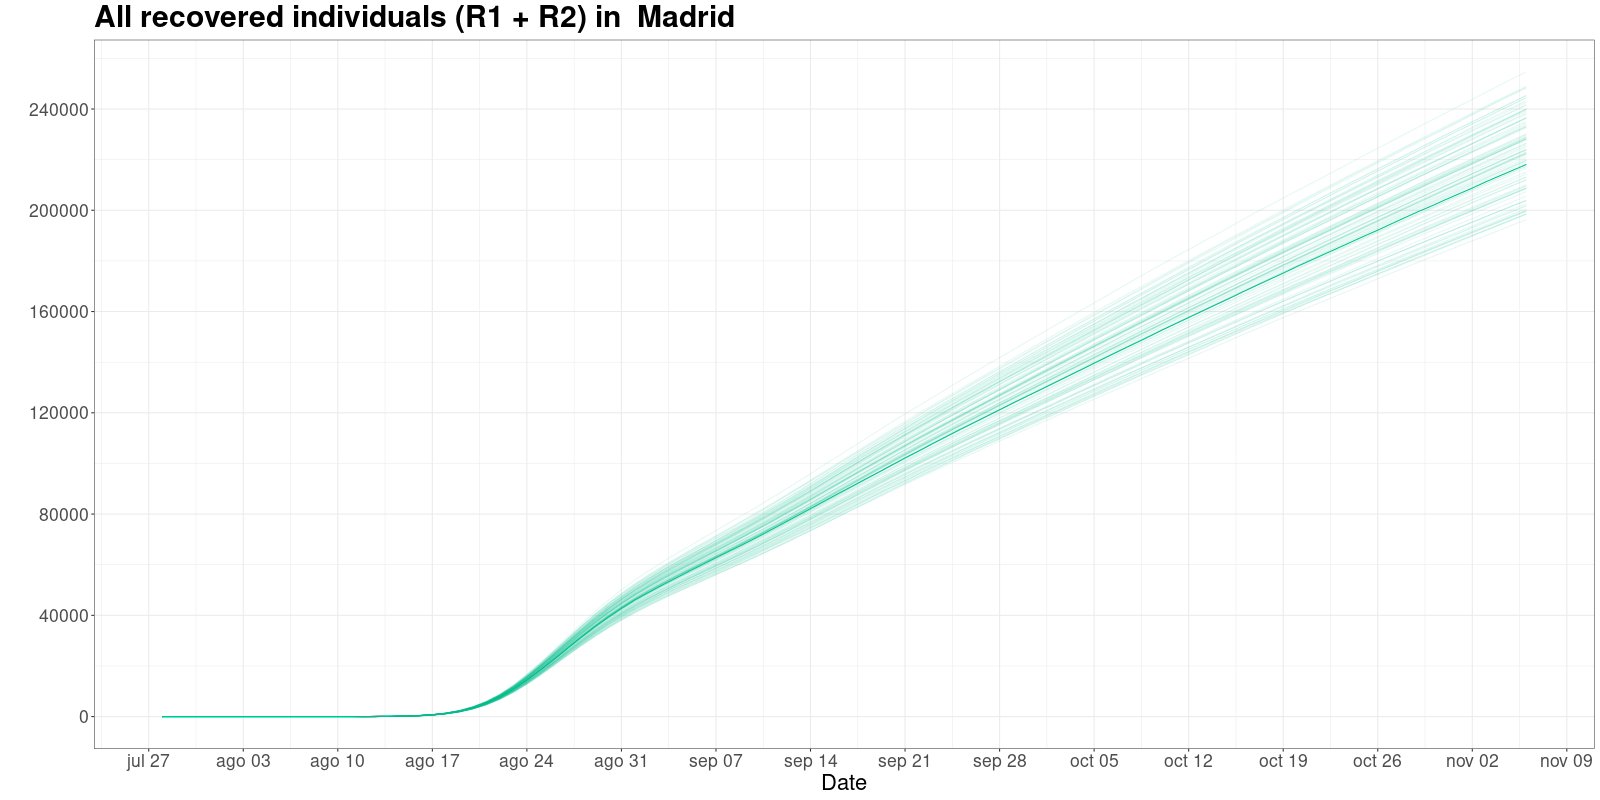 All recovered individuals (R1 + R2) in  Madrid
240000
200000
160000
120000
80000
40000
0
jul 27 ago 03 ago 10 ago 17 ago 24 ago 31 sep 07 sep 14 sep 21 sep 28 oct 05 oct 12 oct 19 oct 26 nov 02 nov 09
Date